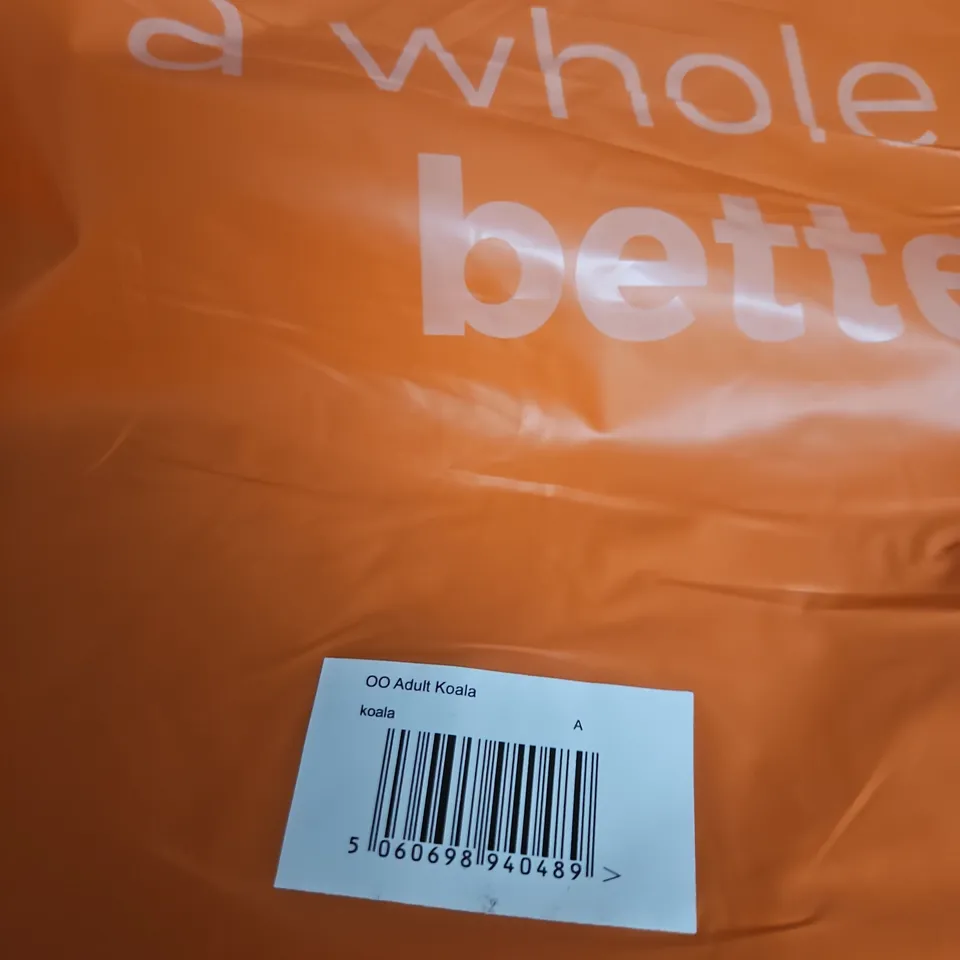 a whole
bette
OO Adult Koala
koala A
5 060698 940489 >